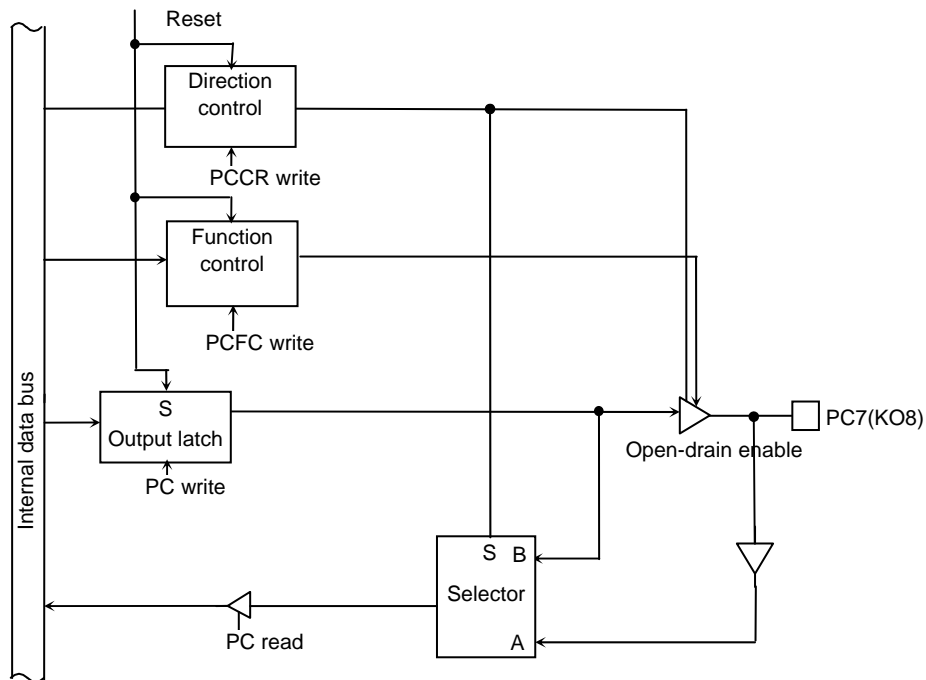 Reset
Direction
control
PCCR write
Function
control
PCFC write
Internal data bus
S
Output latch
PC write
PC7(KO8)
Open-drain enable
S B
Selector
A
PC read